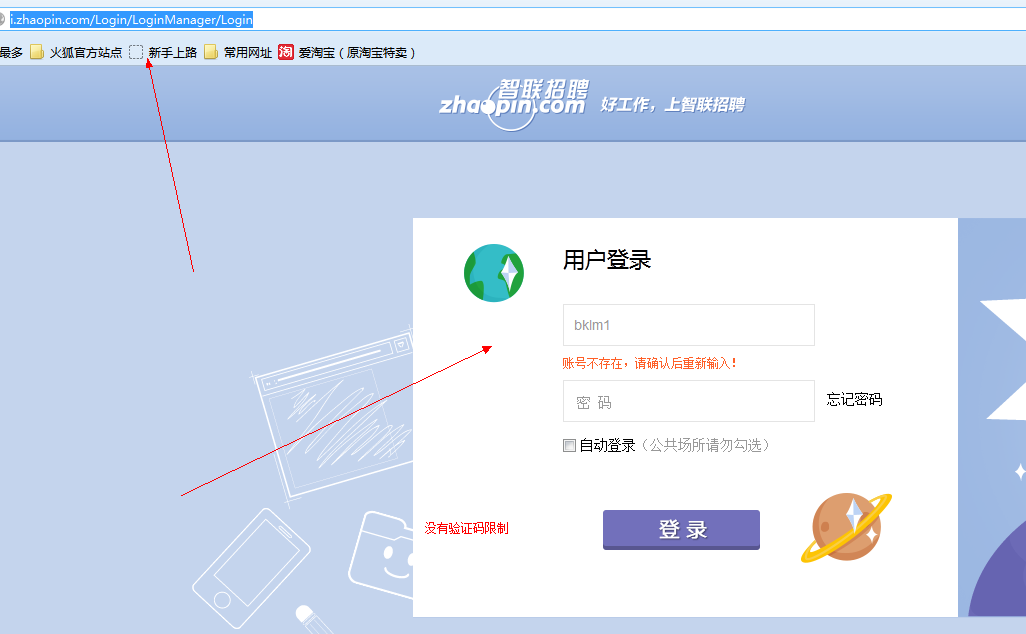 i.zhaopin.com/Login/LoginManager/Login
最多 火狐官方站点 新手上路 常用网址 淘 爱淘宝（原淘宝特卖）
智联招聘
zhaopin.com 好工作，上智联招聘
用户登录
bklm1
账号不存在，请确认后重新输入！
密 码 忘记密码
自动登录（公共场所请勿勾选）
没有验证码限制
登 录